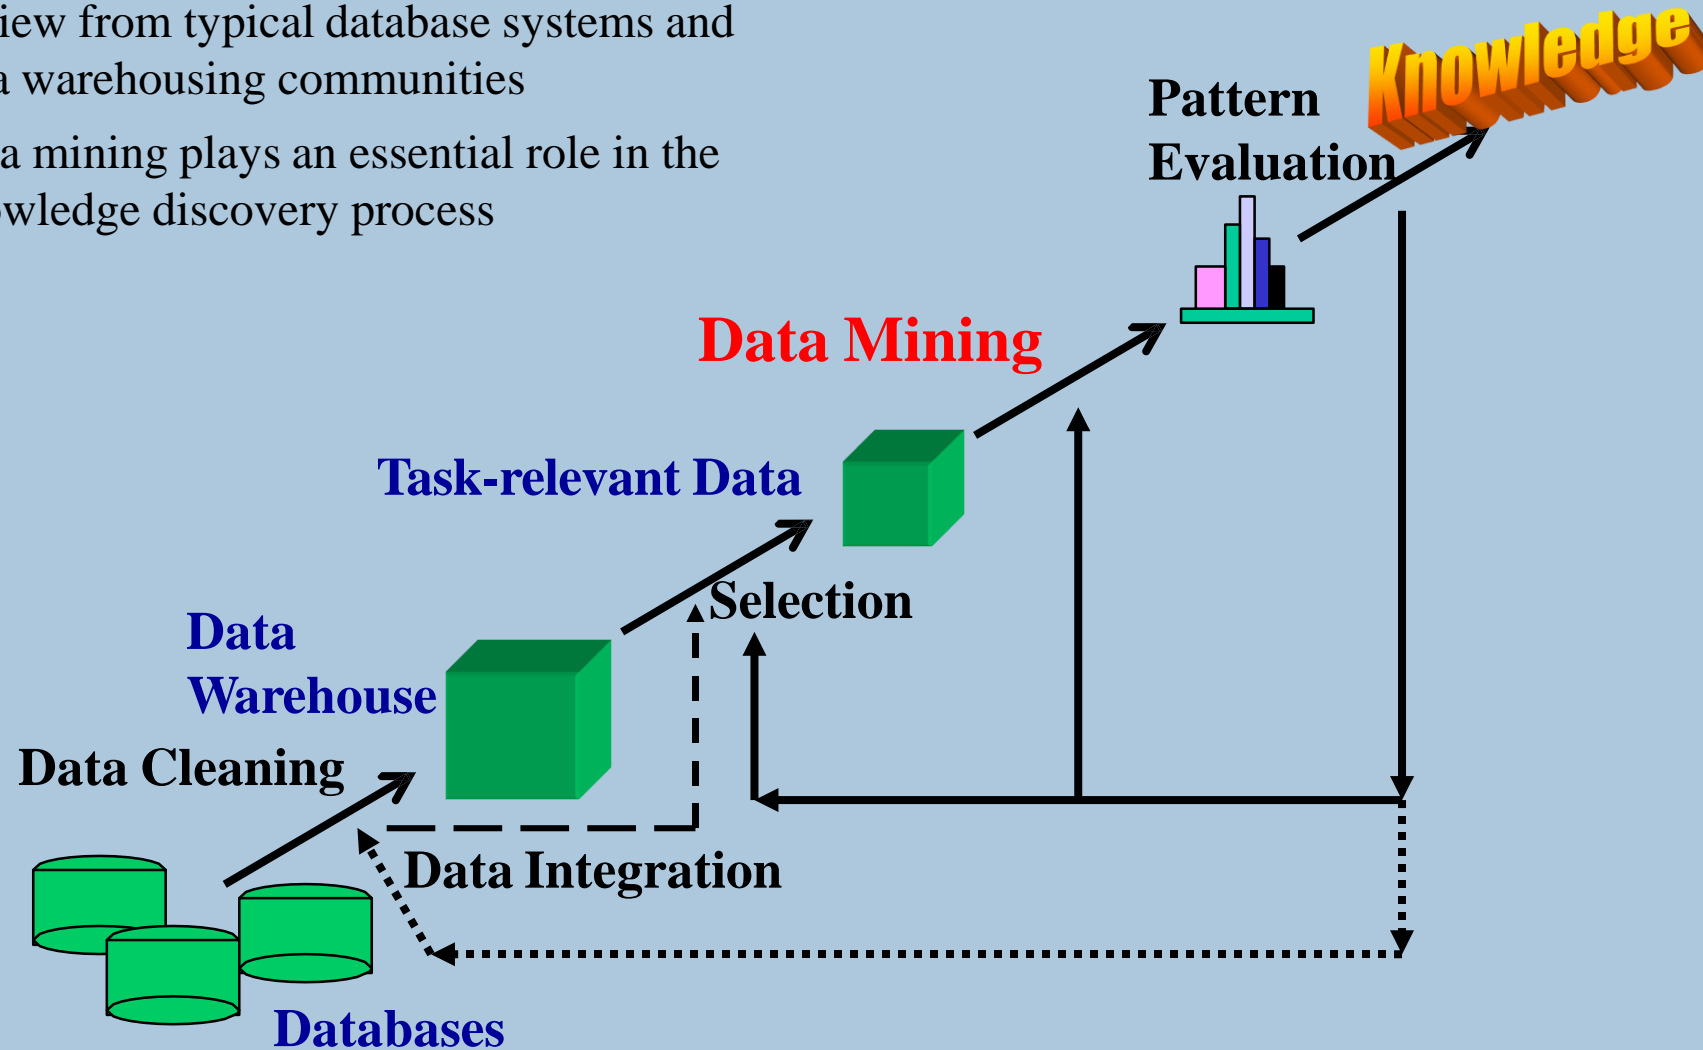 iew from typical database systems and
a warehousing communities
a mining plays an essential role in the
owledge discovery process
Knowledge
Pattern
Evaluation
Data Mining
Task-relevant Data
Selection
Data
Warehouse
Data Cleaning
Data Integration
Databases